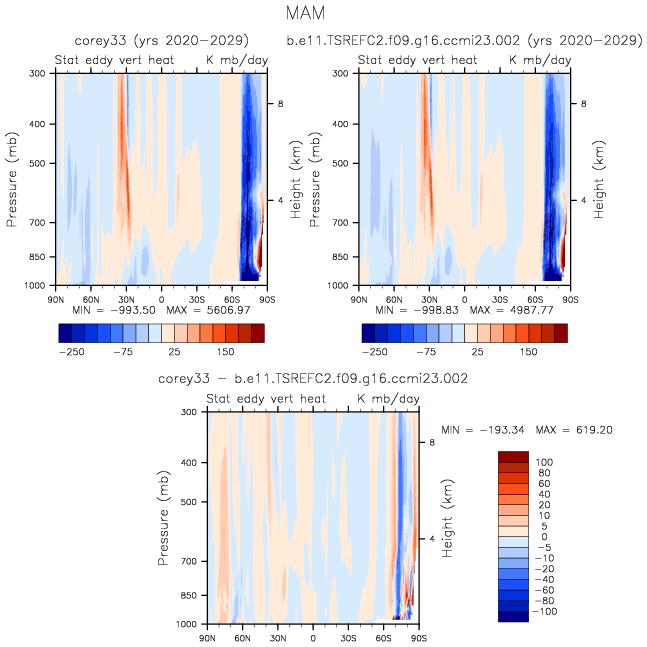 MAM
corey33 (yrs 2020-2029)
b.e11.TSREFC2.f09.g16.ccmi23.002 (yrs 2020-2029)
Stat eddy vert heat K mb/day
Stat eddy vert heat K mb/day
Pressure (mb)
300
400
500
700
850
1000
8
4
Height (km)
90N 60N 30N 0 30S 60S 90S
MIN = -993.50 MAX = 5606.97
-250 -75 25 150
Pressure (mb)
300
400
500
700
850
1000
8
4
Height (km)
90N 60N 30N 0 30S 60S 90S
MIN = -998.83 MAX = 4987.77
-250 -75 25 150
corey33 - b.e11.TSREFC2.f09.g16.ccmi23.002
Stat eddy vert heat K mb/day
Pressure (mb)
300
400
500
700
850
1000
8
4
Height (km)
90N 60N 30N 0 30S 60S 90S
MIN = -193.34 MAX = 619.20
100
80
60
40
20
10
5
0
-5
-10
-20
-40
-60
-80
-100